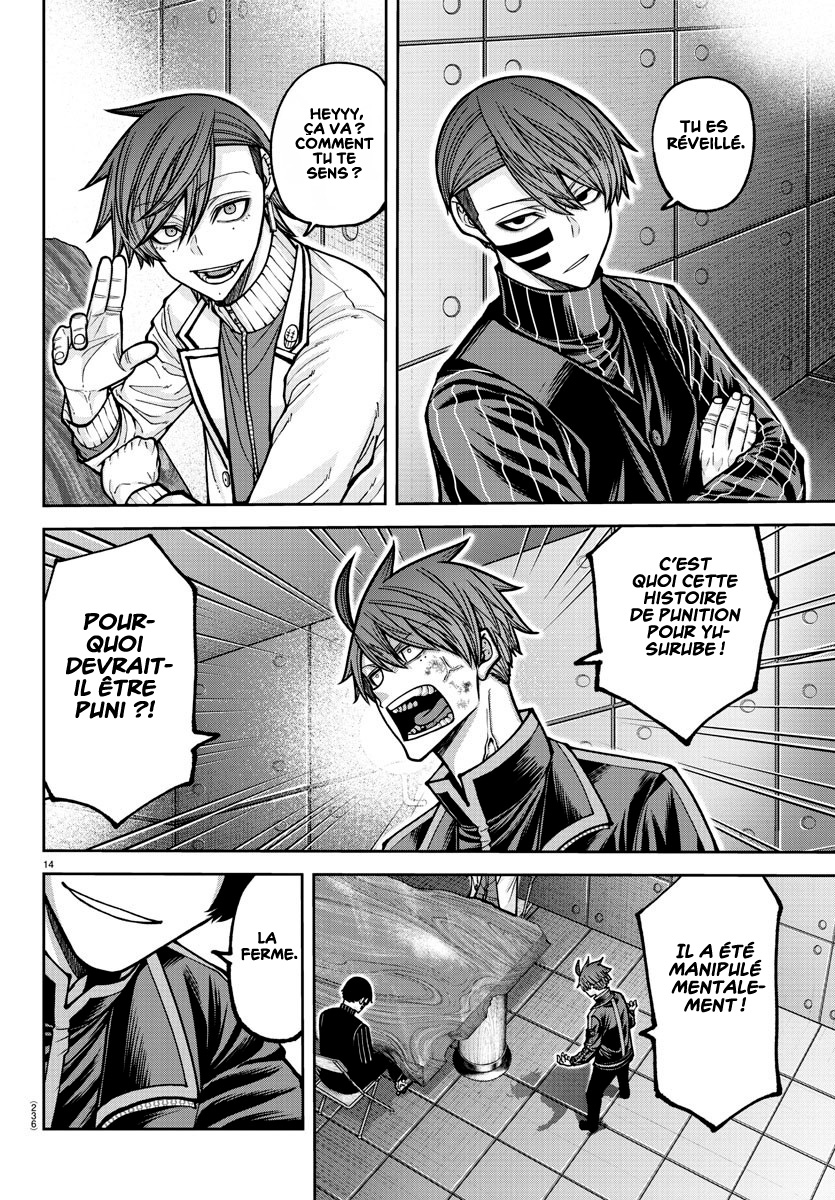 TU ES
RÉVEILLÉ.
HEYYY,
ÇA VA ?
COMMENT
TU TE
SENS ?
C'EST
QUOI CETTE
HISTOIRE
DE PUNITION
POUR YU-
SURUBE !
POUR-
QUOI
DEVRAIT-
IL ÊTRE
PUNI ?!
14
IL A ÉTÉ
MANIPULÉ
MENTALE-
MENT !
LA
FERME.
(236)